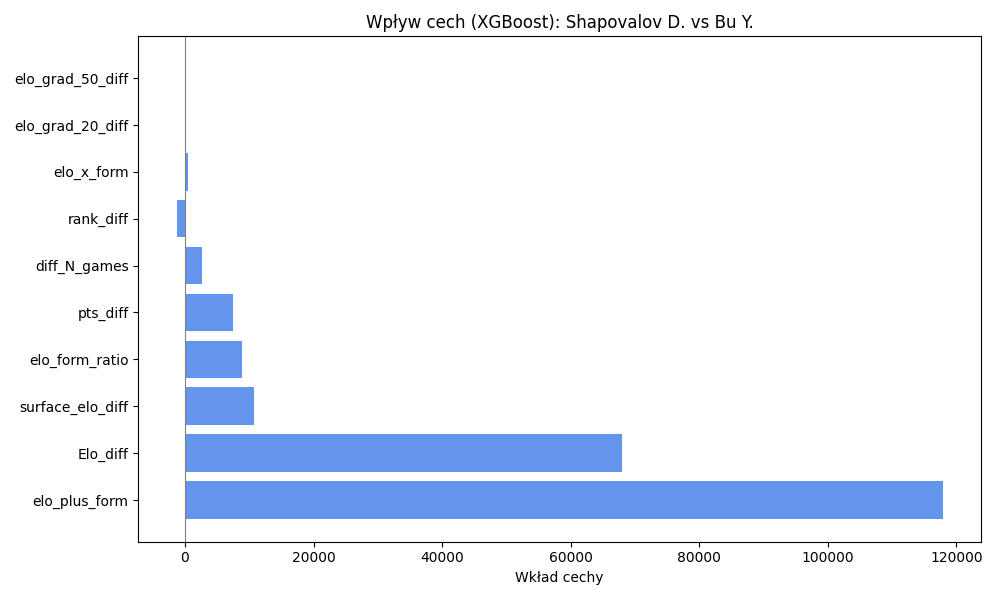 Wpływ cech (XGBoost): Shapovalov D. vs Bu Y.
elo_grad_50_diff
elo_grad_20_diff
elo_x_form
rank_diff
diff_N_games
pts_diff
elo_form_ratio
surface_elo_diff
Elo_diff
elo_plus_form
0 20000 40000 60000 80000 100000 120000
Wkład cechy